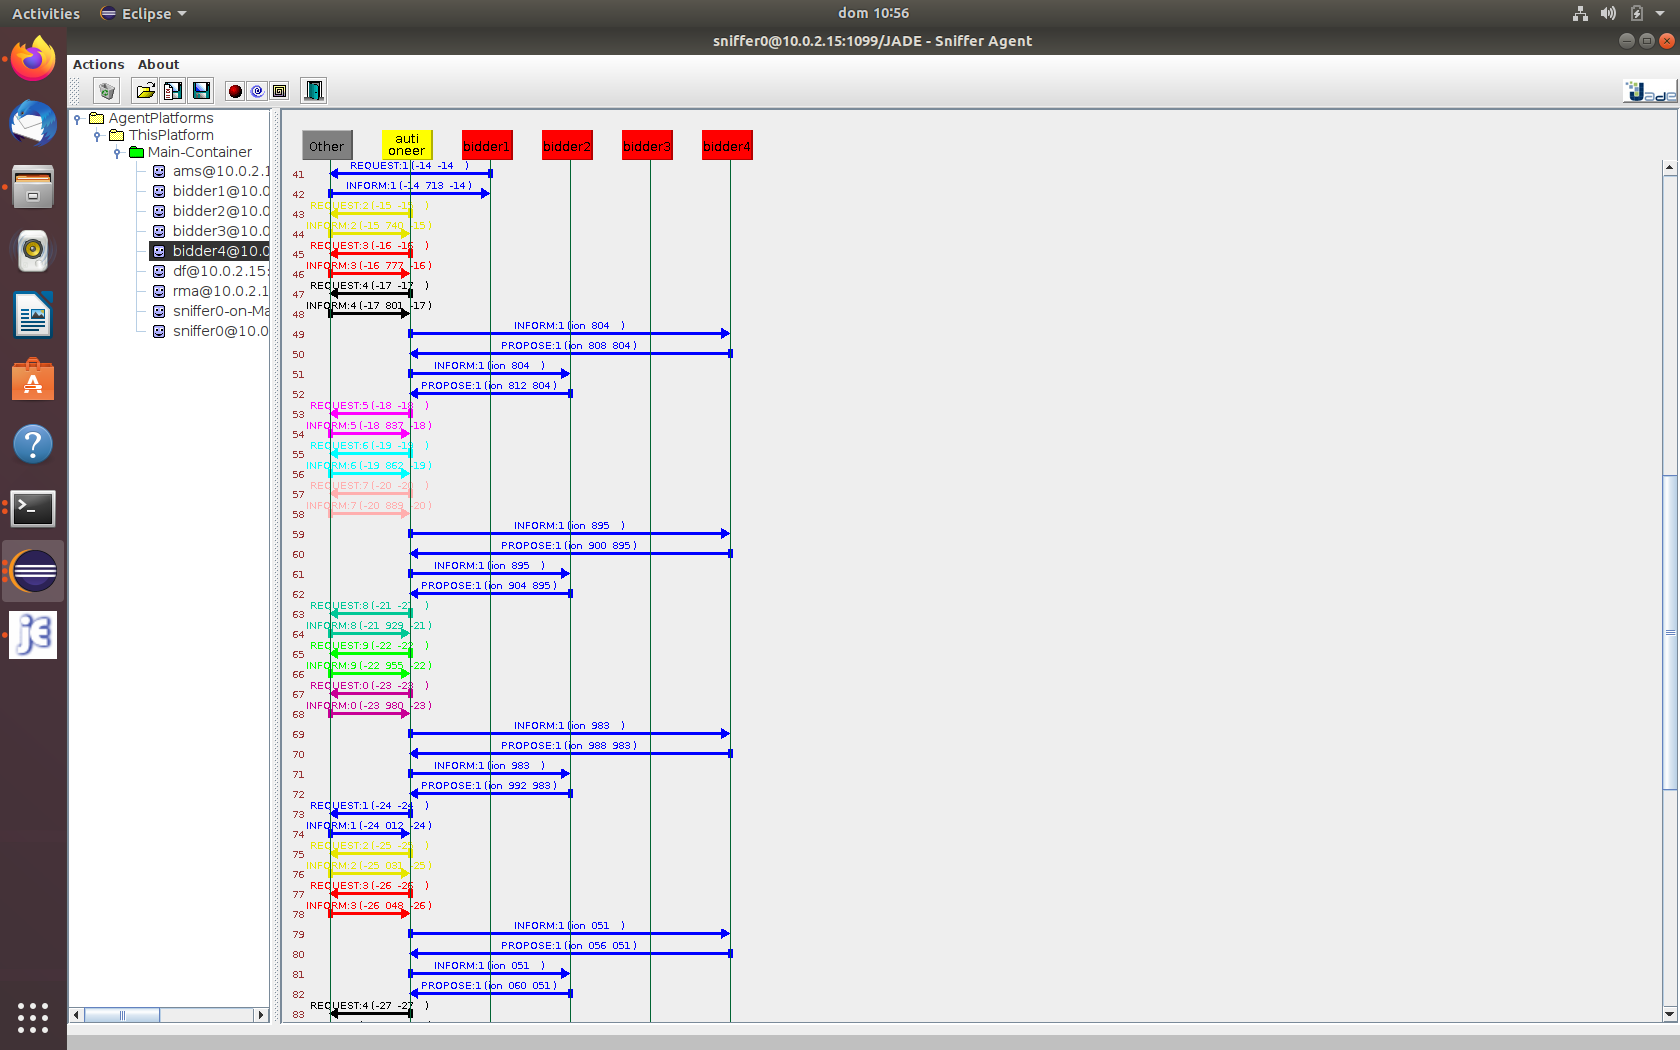 Activities
Eclipse
dom 10:56
sniffer0@10.0.2.15:1099/JADE - Sniffer Agent
Actions About
Jade
AgentPlatforms
ThisPlatform
Main-Container
ams@10.0.2.1
bidder1@10.0
bidder2@10.0
bidder3@10.0
bidder4@10.0
df@10.0.2.15:
rma@10.0.2.1
sniffer0-on-Ma
sniffer0@10.0
Other
auti
oneer
bidder1
bidder2
bidder3
bidder4
REQUEST:1 (-14 -14 )
41
INFORM:1 (-14 713 -14 )
42
REQUEST:2 (-15 -15 )
43
INFORM:2 (-15 740 -15 )
44
REQUEST:3 (-16 -16 )
45
INFORM:3 (-16 777 -16 )
46
REQUEST:4 (-17 -17 )
47
INFORM:4 (-17 801 -17 )
48
INFORM:1 (ion 804 )
49
PROPOSE:1 (ion 808 804 )
50
INFORM:1 (ion 804 )
51
PROPOSE:1 (ion 812 804 )
52
REQUEST:5 (-18 -18 )
53
INFORM:5 (-18 837 -18 )
54
REQUEST:6 (-19 -19 )
55
INFORM:6 (-19 862 -19 )
56
REQUEST:7 (-20 -20 )
57
INFORM:7 (-20 889 -20 )
58
INFORM:1 (ion 895 )
59
PROPOSE:1 (ion 900 895 )
60
INFORM:1 (ion 895 )
61
PROPOSE:1 (ion 904 895 )
62
REQUEST:8 (-21 -21 )
63
INFORM:8 (-21 929 -21 )
64
REQUEST:9 (-22 -22 )
65
INFORM:9 (-22 955 -22 )
66
REQUEST:0 (-23 -23 )
67
INFORM:0 (-23 980 -23 )
68
INFORM:1 (ion 983 )
69
PROPOSE:1 (ion 988 983 )
70
INFORM:1 (ion 983 )
71
PROPOSE:1 (ion 992 983 )
72
REQUEST:1 (-24 -24 )
73
INFORM:1 (-24 012 -24 )
74
REQUEST:2 (-25 -25 )
75
INFORM:2 (-25 031 -25 )
76
REQUEST:3 (-26 -26 )
77
INFORM:3 (-26 048 -26 )
78
INFORM:1 (ion 051 )
79
PROPOSE:1 (ion 056 051 )
80
INFORM:1 (ion 051 )
81
PROPOSE:1 (ion 060 051 )
82
REQUEST:4 (-27 -27 )
83